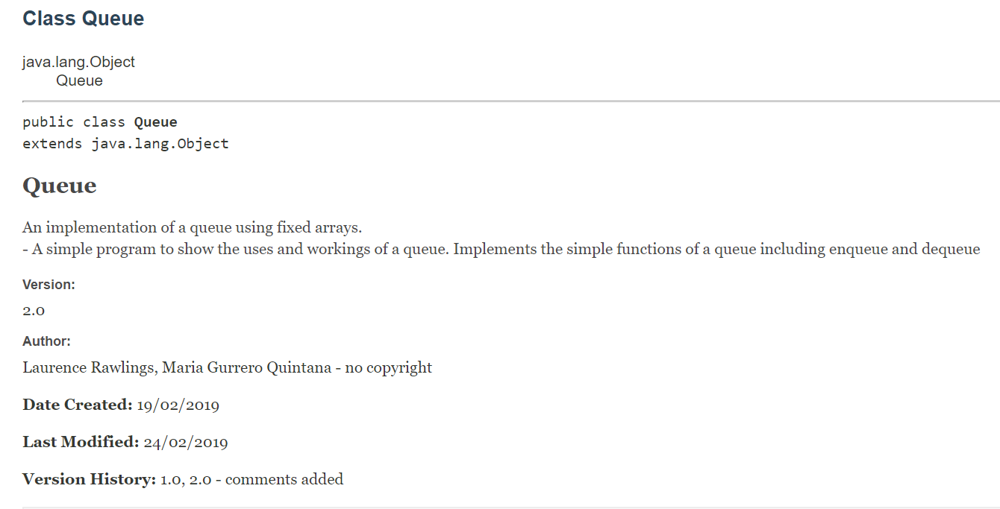 Class Queue
java.lang.Object
Queue
public class Queue
extends java.lang.Object
Queue
An implementation of a queue using fixed arrays.
- A simple program to show the uses and workings of a queue. Implements the simple functions of a queue including enqueue and dequeue
Version:
2.0
Author:
Laurence Rawlings, Maria Gurrero Quintana - no copyright
Date Created: 19/02/2019
Last Modified: 24/02/2019
Version History: 1.0, 2.0 - comments added